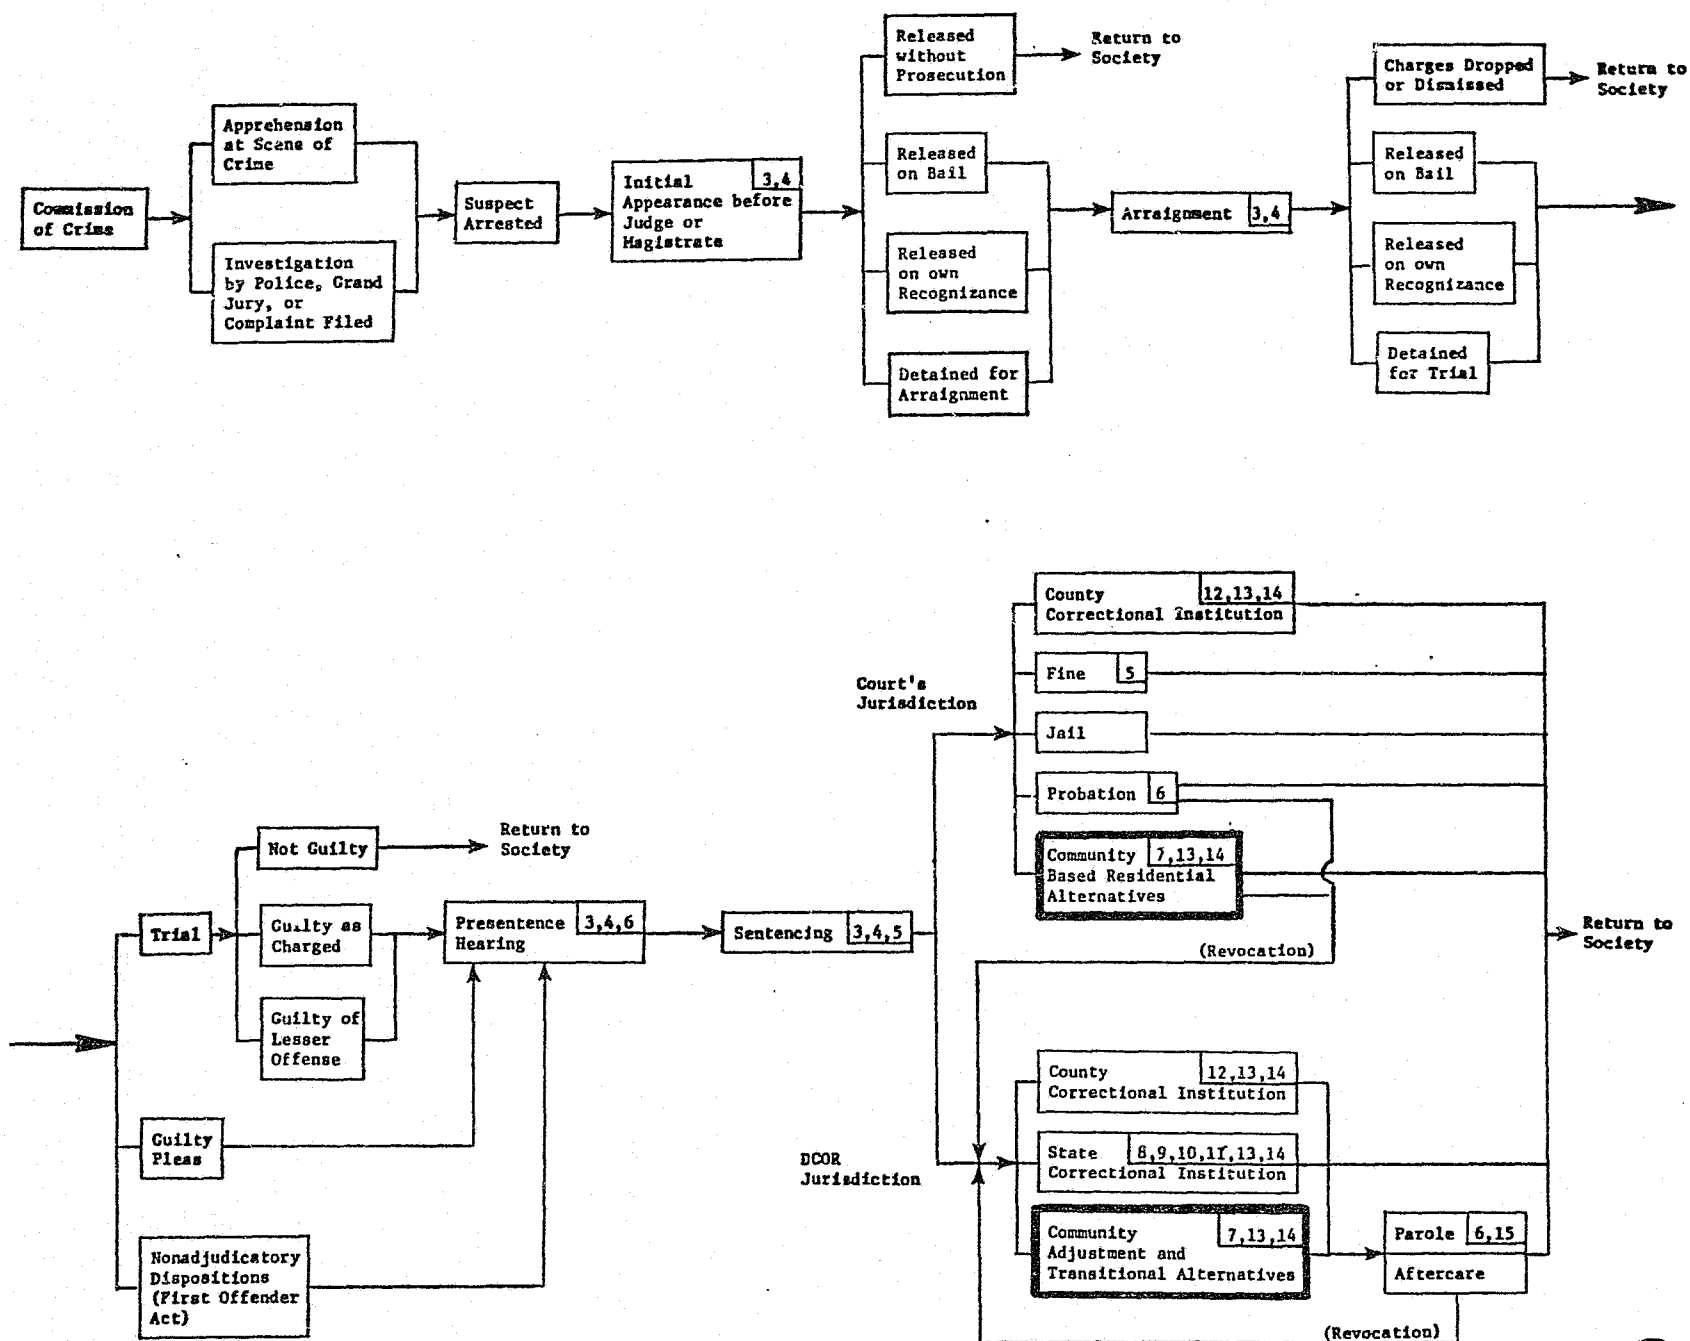 Commission
of Crime
Apprehension
at Scene of
Crime
Investigation
by Police, Grand
Jury, or
Complaint Filed
Suspect
Arrested
Initial 3,4
Appearance before
Judge or
Magistrate
Released
without
Prosecution
Return to
Society
Released
on Bail
Released
on own
Recognizance
Detained for
Arraignment
Arraignment 3,4
Charges Dropped
or Dismissed
Return to
Society
Released
on Bail
Released
on own
Recognizance
Detained
for Trial
Trial
Not Guilty
Return to
Society
Guilty as
Charged
Guilty of
Lesser
Offense
Guilty
Pleas
Nonadjudicatory
Dispositions
(First Offender
Act)
Presentence 3,4,6
Hearing
Sentencing 3,4,5
Court's
Jurisdiction
County 12,13,14
Correctional Institution
Fine 5
Jail
Probation 6
Community 7,13,14
Based Residential
Alternatives
(Revocation)
Return to
Society
DCOR
Jurisdiction
County 12,13,14
Correctional Institution
State 8,9,10,11,13,14
Correctional Institution
Community 7,13,14
Adjustment and
Transitional Alternatives
Parole 6,15
Aftercare
(Revocation)